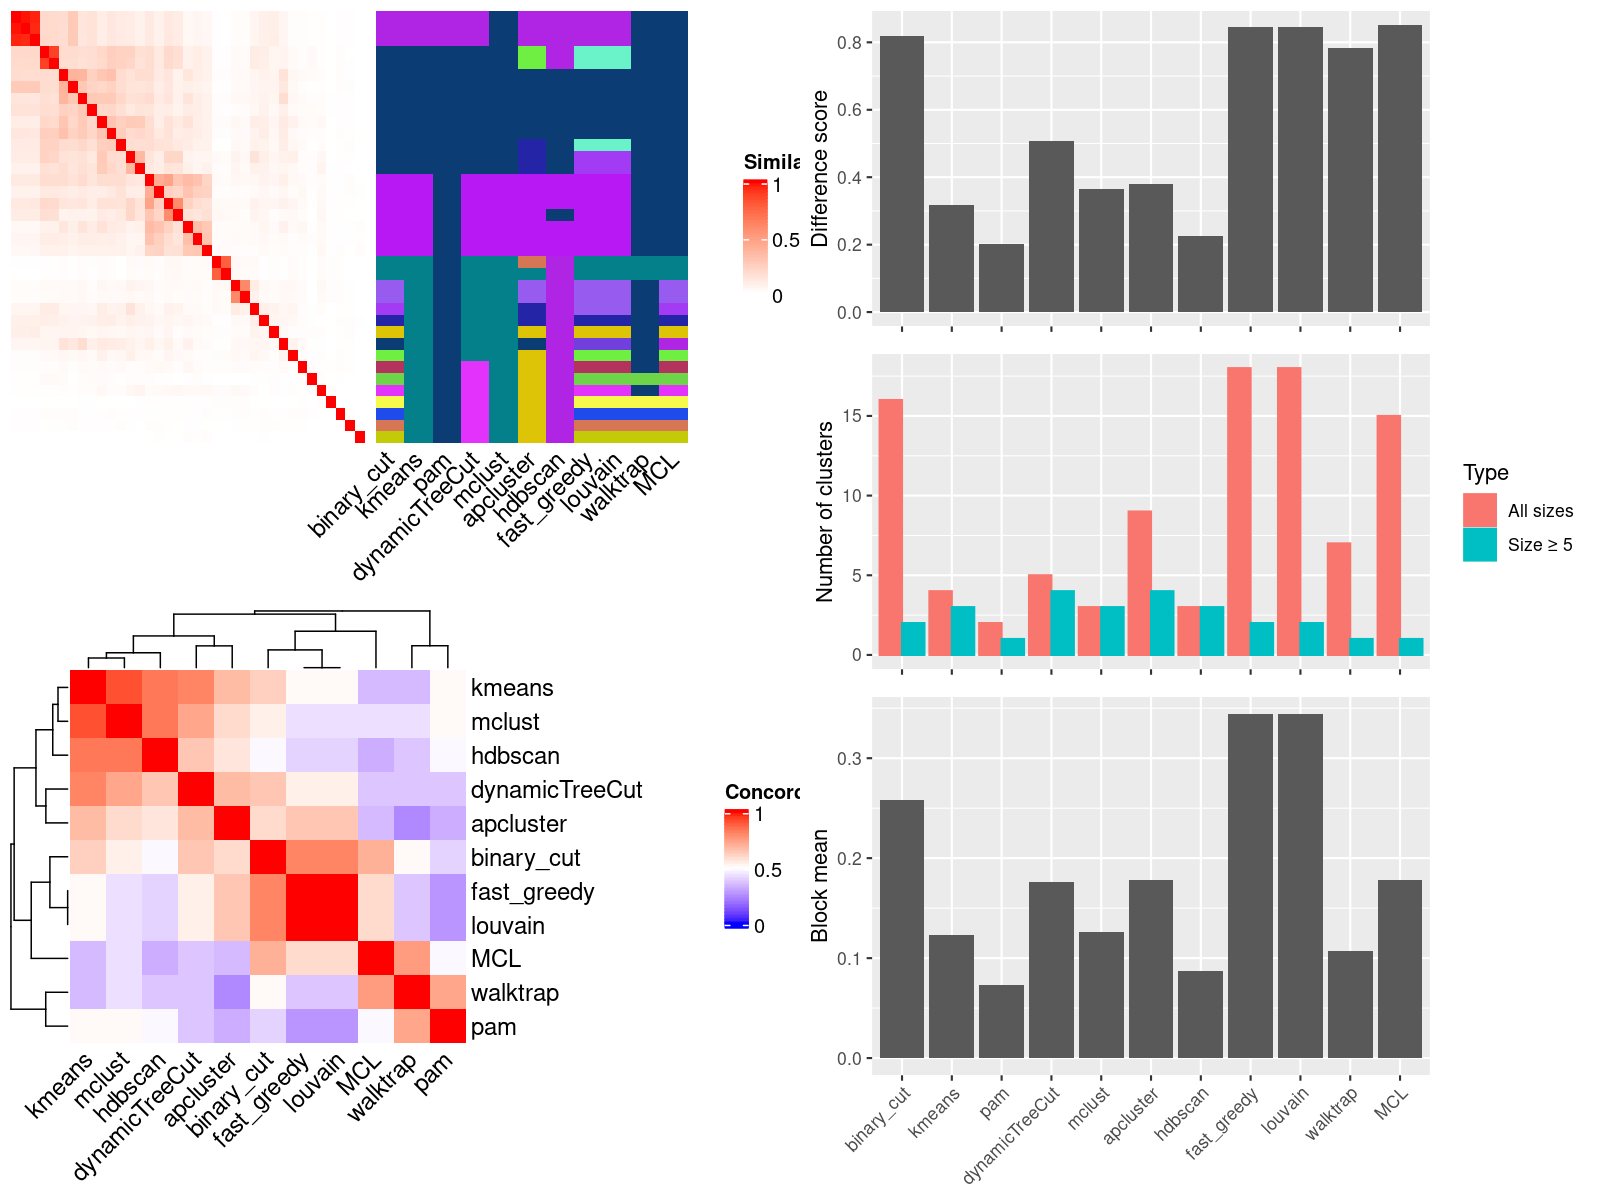 Simila
1
0.5
0
binary_cut
kmeans
pam
dynamicTreeCut
mclust
apcluster
hdbscan
fast_greedy
louvain
walktrap
MCL
kmeans
mclust
hdbscan
dynamicTreeCut
apcluster
binary_cut
fast_greedy
louvain
MCL
walktrap
pam
kmeans
mclust
hdbscan
dynamicTreeCut
apcluster
binary_cut
fast_greedy
louvain
MCL
walktrap
pam
Concord
1
0.5
0
Difference score
0.8
0.6
0.4
0.2
0.0
Number of clusters
15
10
5
0
Type
All sizes
Size ≥ 5
Block mean
0.3
0.2
0.1
0.0
binary_cut
kmeans
pam
dynamicTreeCut
mclust
apcluster
hdbscan
fast_greedy
louvain
walktrap
MCL